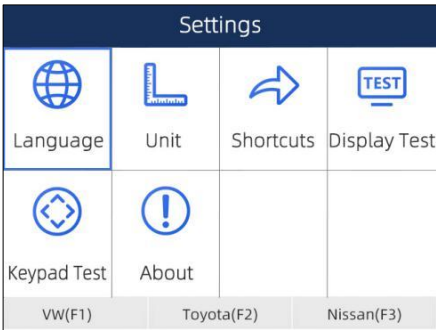 Settings
TEST
Language Unit Shortcuts Display Test
Keypad Test About
VW(F1) Toyota(F2) Nissan(F3)